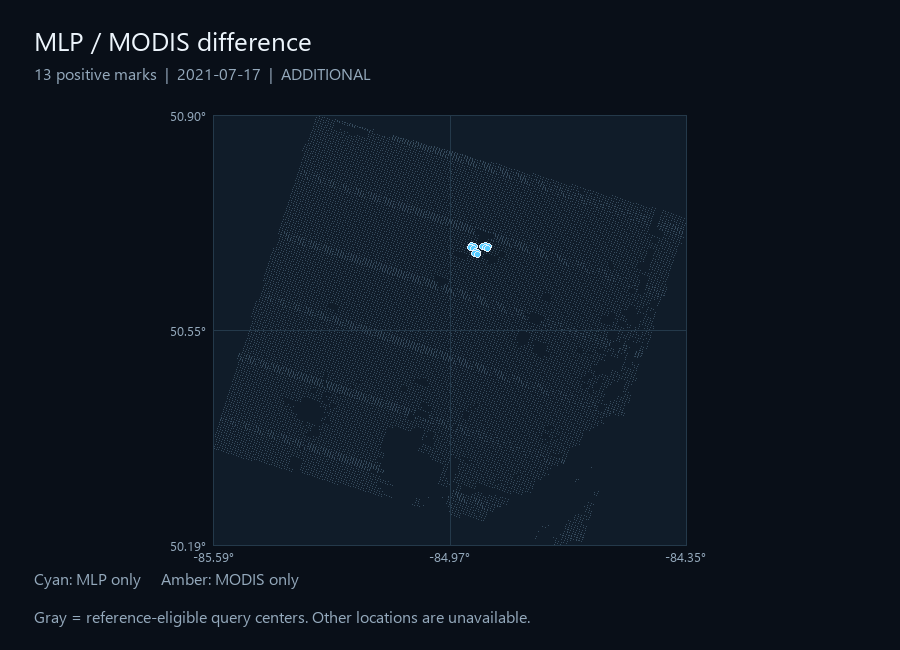 MLP / MODIS difference
13 positive marks | 2021-07-17 | ADDITIONAL
50.90°
50.55°
50.19°
-85.59° -84.97° -84.35°
Cyan: MLP only Amber: MODIS only
Gray = reference-eligible query centers. Other locations are unavailable.